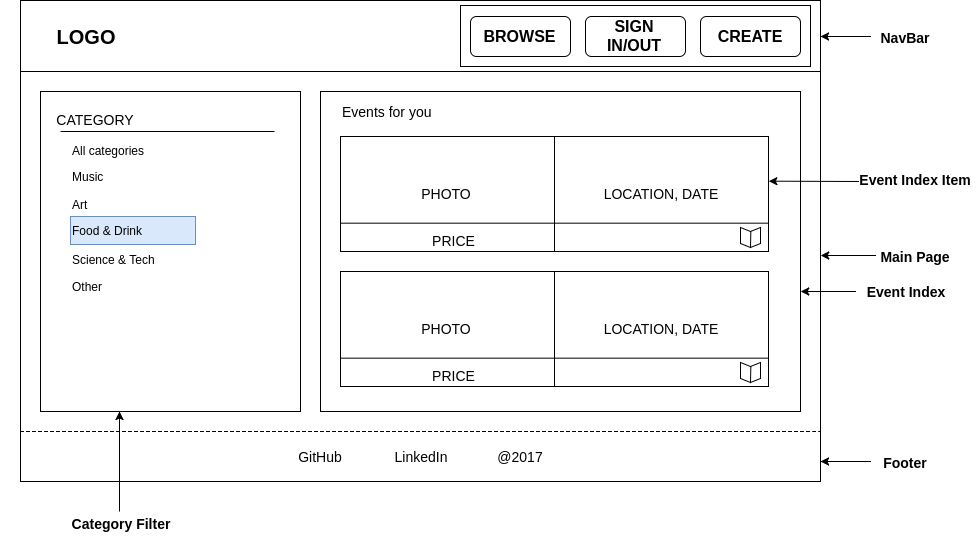 LOGO
BROWSE
SIGN
IN/OUT
CREATE
NavBar
CATEGORY
All categories
Music
Art
Food & Drink
Science & Tech
Other
Events for you
PHOTO
LOCATION, DATE
PRICE
Event Index Item
Main Page
Event Index
PHOTO
LOCATION, DATE
PRICE
GitHub
LinkedIn
@2017
Footer
Category Filter